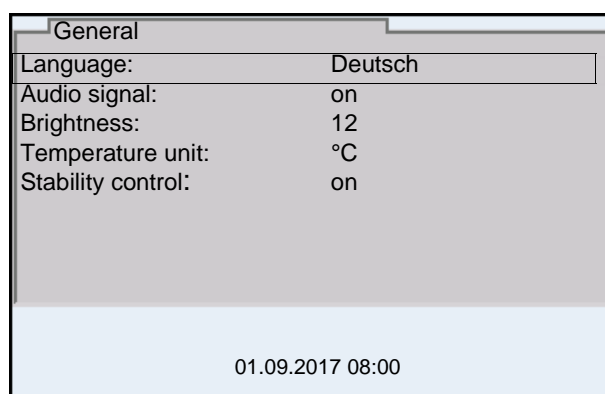 General
Language: Deutsch
Audio signal: on
Brightness: 12
Temperature unit: °C
Stability control: on
01.09.2017 08:00